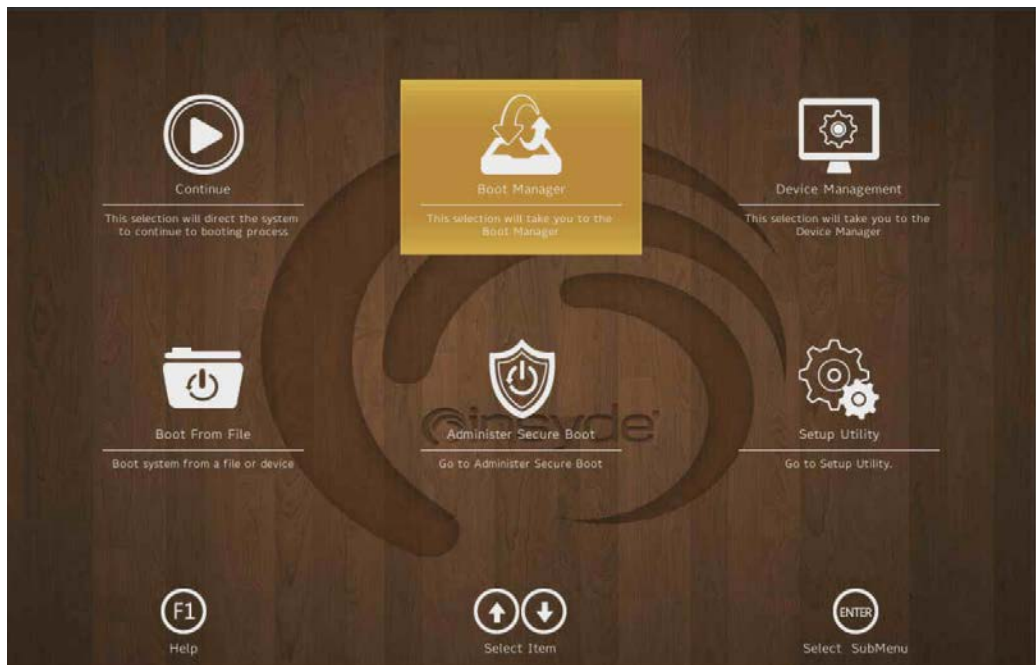 Continue
This selection will direct the system
to continue to booting process
Boot Manager
This selection will take you to the
Boot Manager
Device Management
This selection will take you to the
Device Manager
insyde®
Boot From File
Boot system from a file or device
Administer Secure Boot
Go to Administer Secure Boot
Setup Utility
Go to Setup Utility.
F1
Help
Select Item
ENTER
Select SubMenu